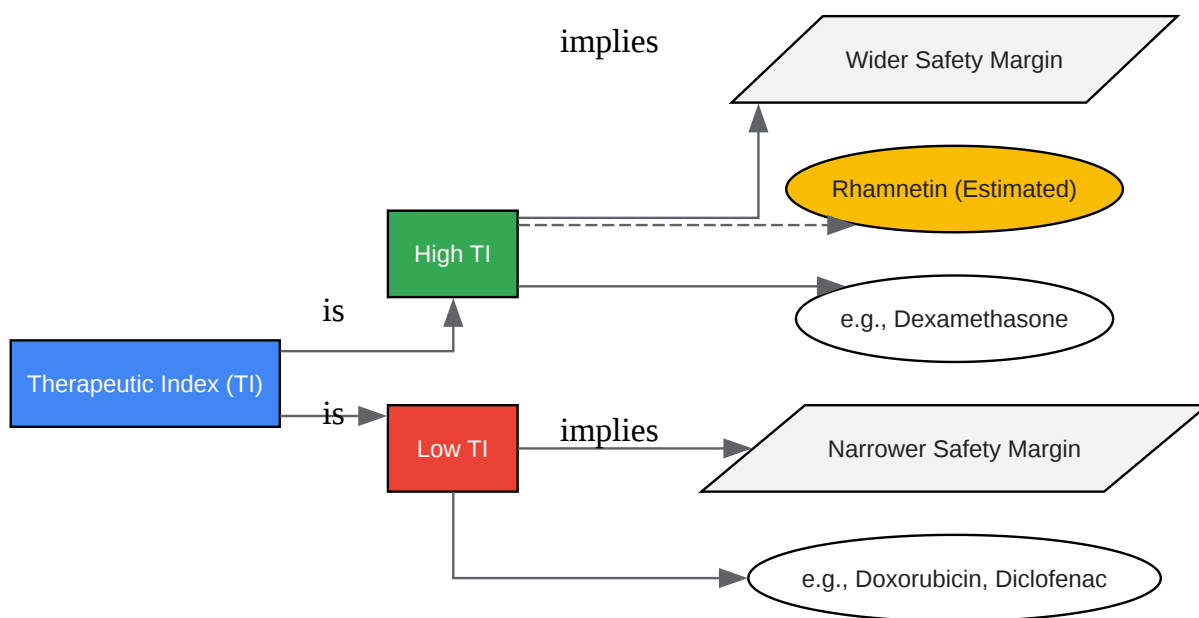 implies
Wider Safety Margin
Rhamnetin (Estimated)
High TI
is
e.g., Dexamethasone
Therapeutic Index (TI)
is
Low TI
implies
Narrower Safety Margin
e.g., Doxorubicin, Diclofenac